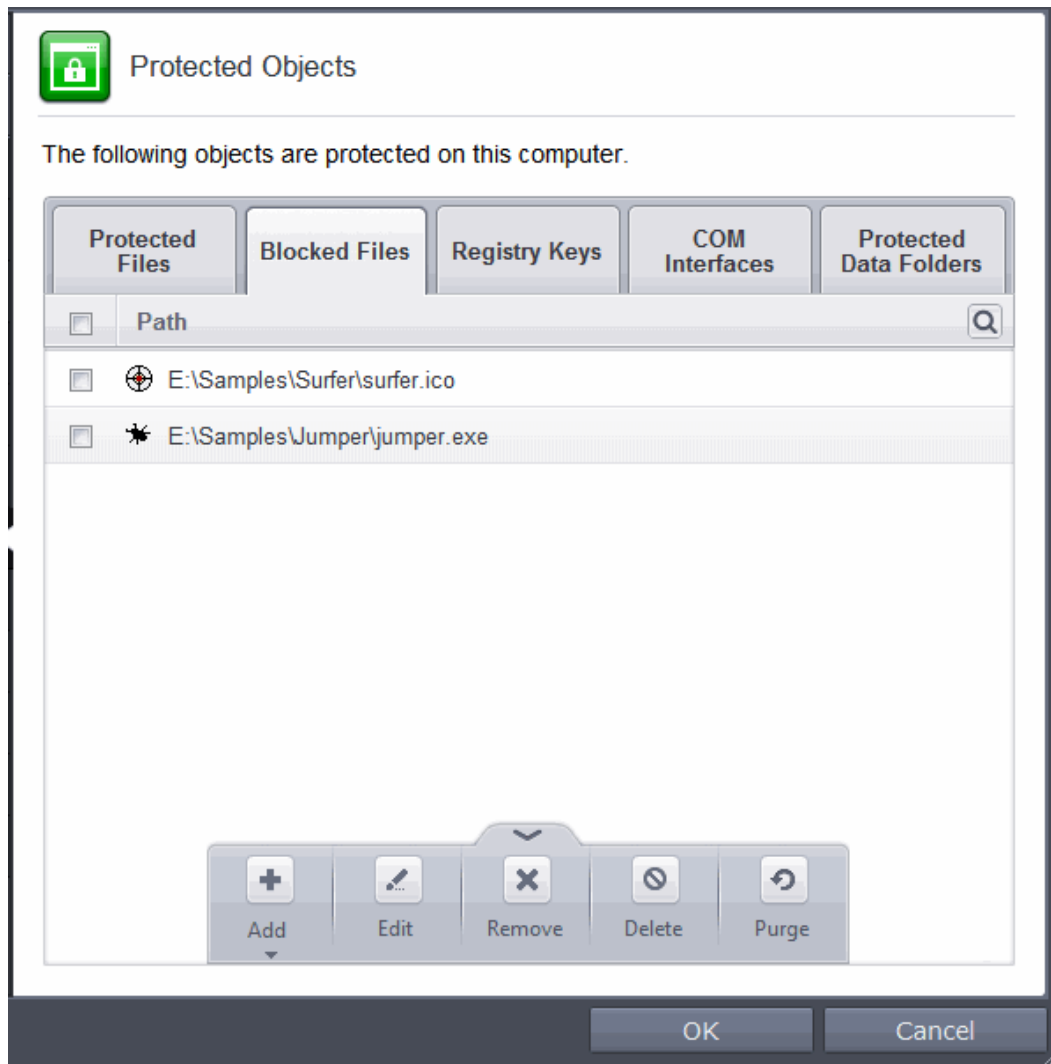 Protected Objects
The following objects are protected on this computer.
Protected
Files
Blocked Files
Registry Keys
COM
Interfaces
Protected
Data Folders
Path
E:\Samples\Surfer\surfer.ico
E:\Samples\Jumper\jumper.exe
Add
Edit
Remove
Delete
Purge
OK
Cancel